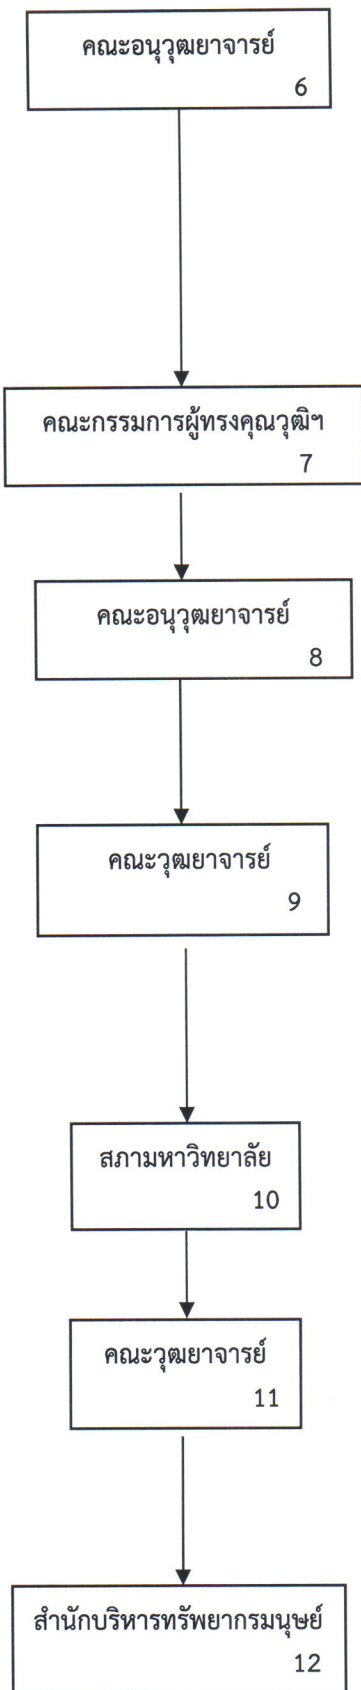 คณะอนุวุฒยาจารย์
6
คณะกรรมการผู้ทรงคุณวุฒิฯ
7
คณะอนุวุฒยาจารย์
8
คณะวุฒยาจารย์
9
สภามหาวิทยาลัย
10
คณะวุฒยาจารย์
11
สำนักบริหารทรัพยากรมนุษย์
12